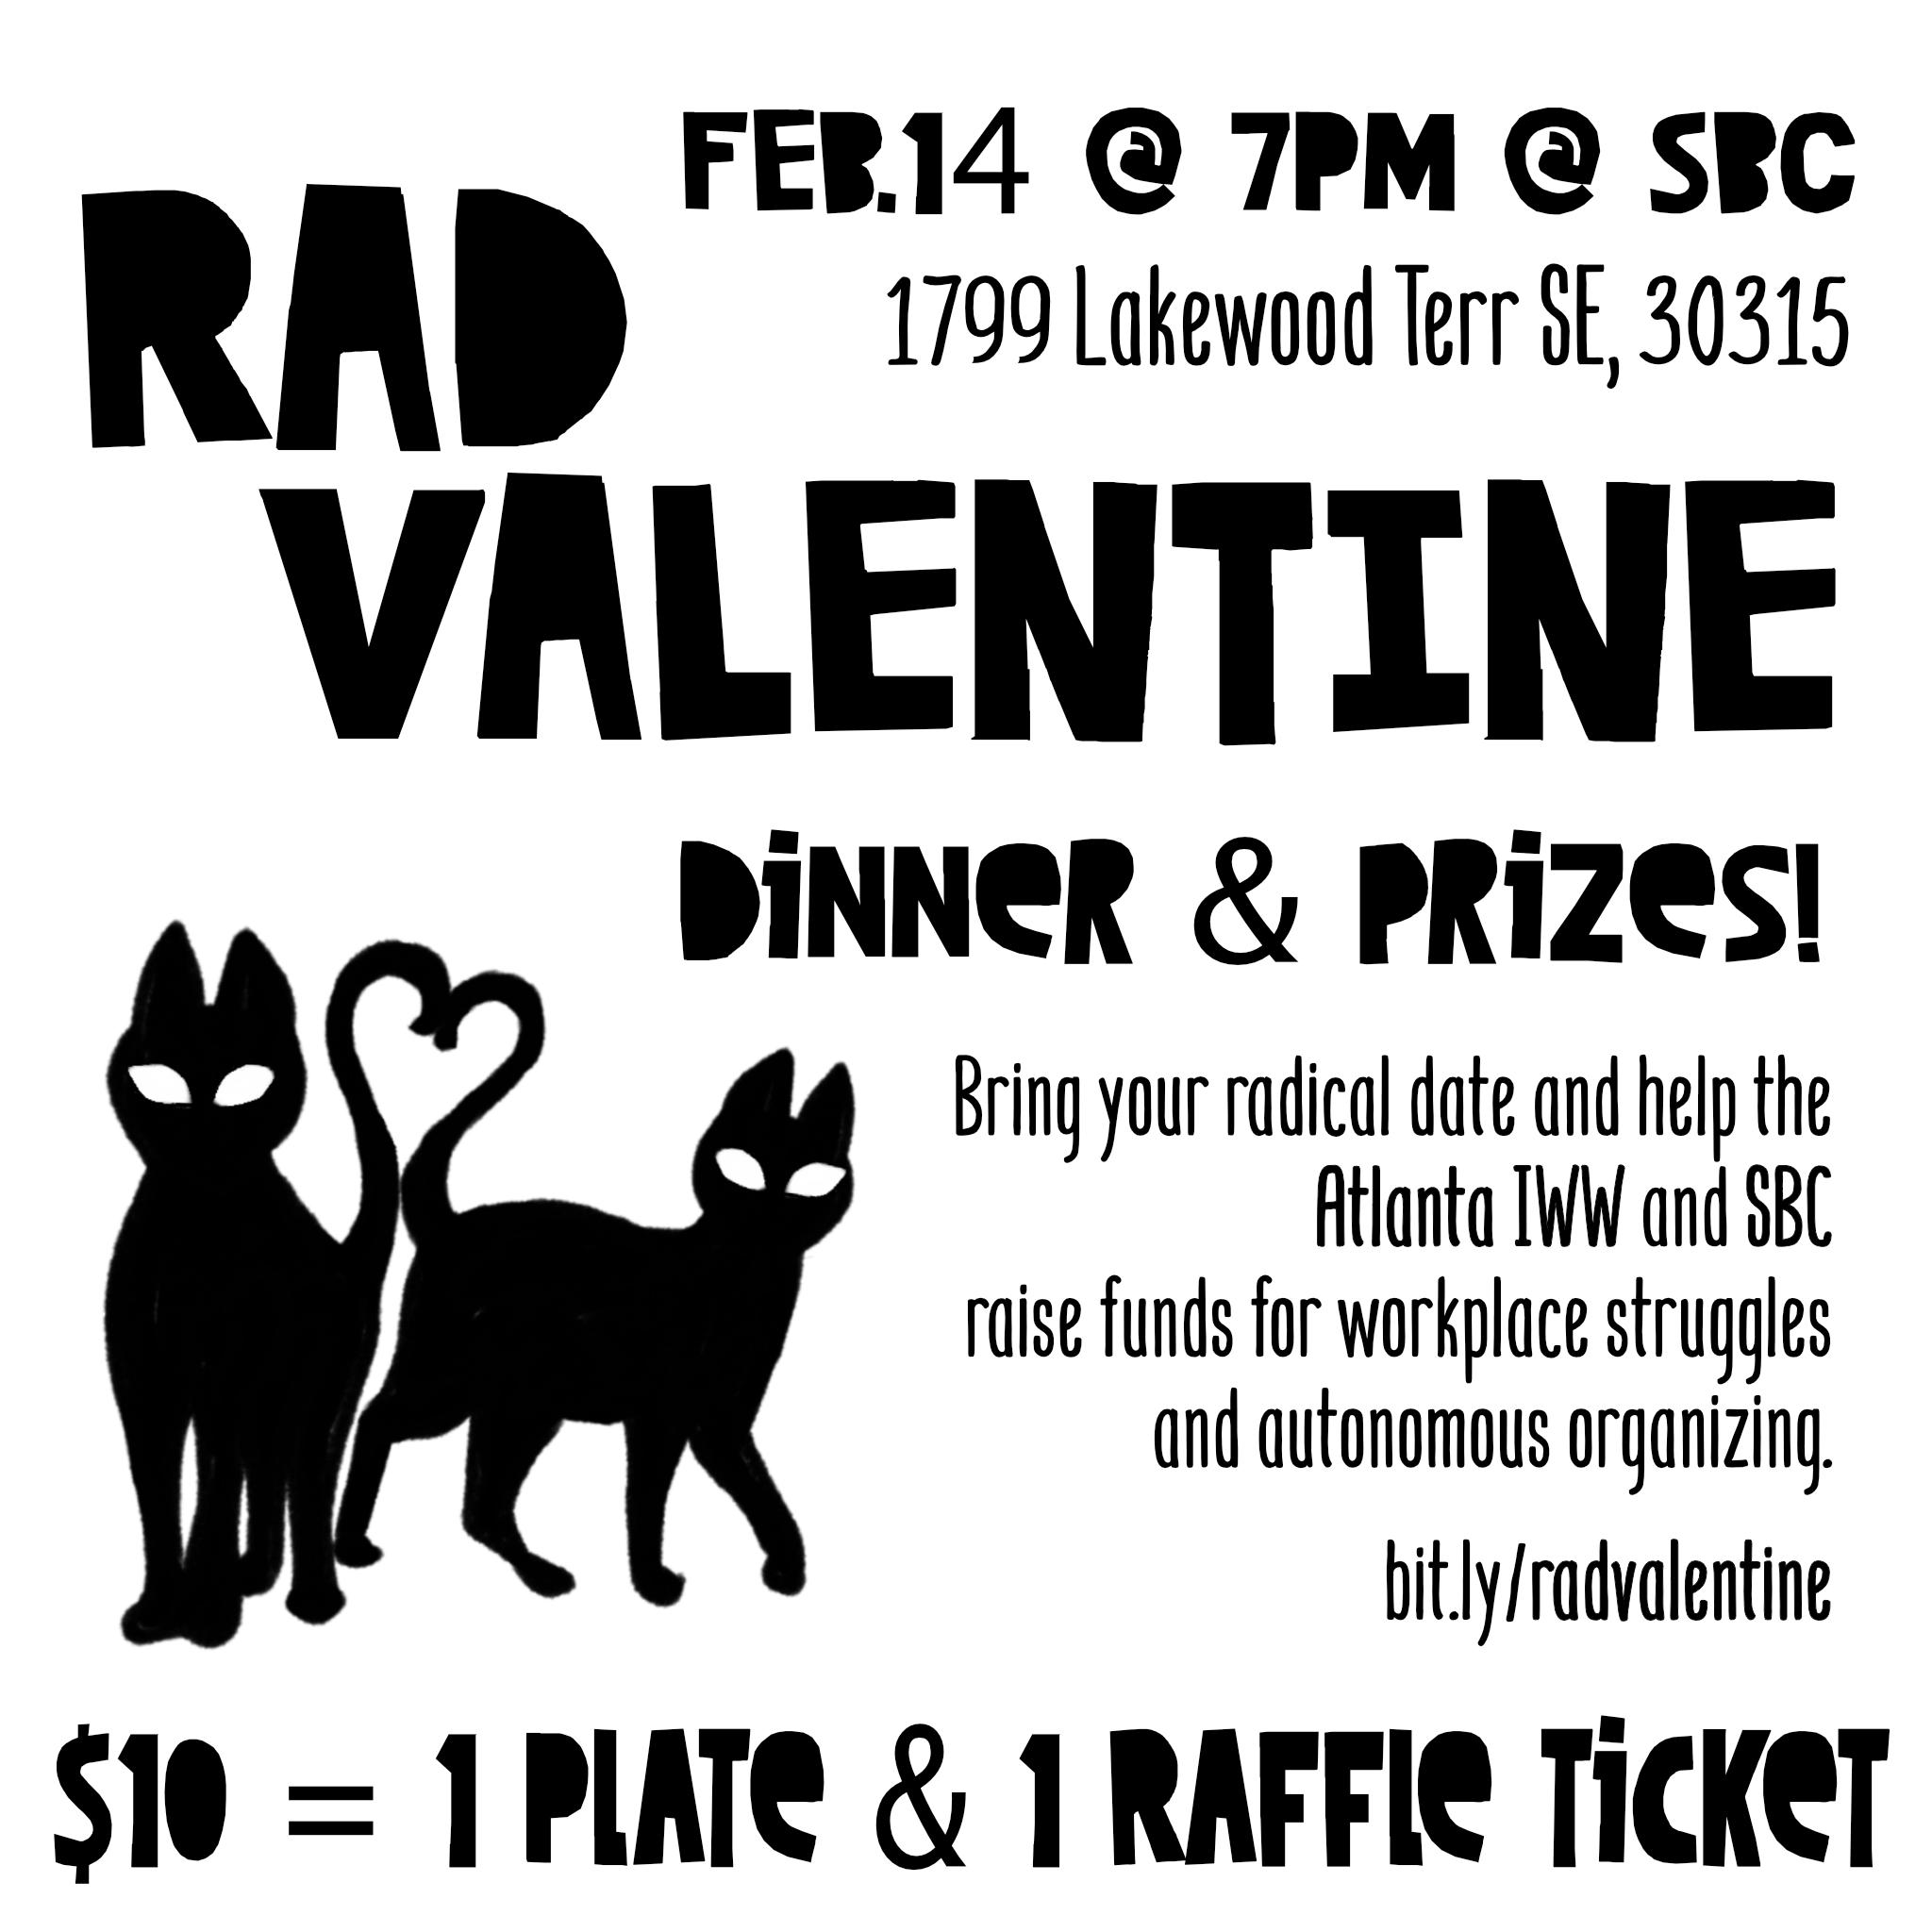 FEB.14 @ 7PM @ SBC
1799 Lakewood Terr SE, 30315
RAD
VALENTINE
DiNNeR & PRiZeS!
Bring your radical date and help the
Atlanta IWW and SBC
raise funds for workplace struggles
and autonomous organizing.
bit.ly/radvalentine
$10 = 1 PLATe & 1 RAFFLe TiCKeT